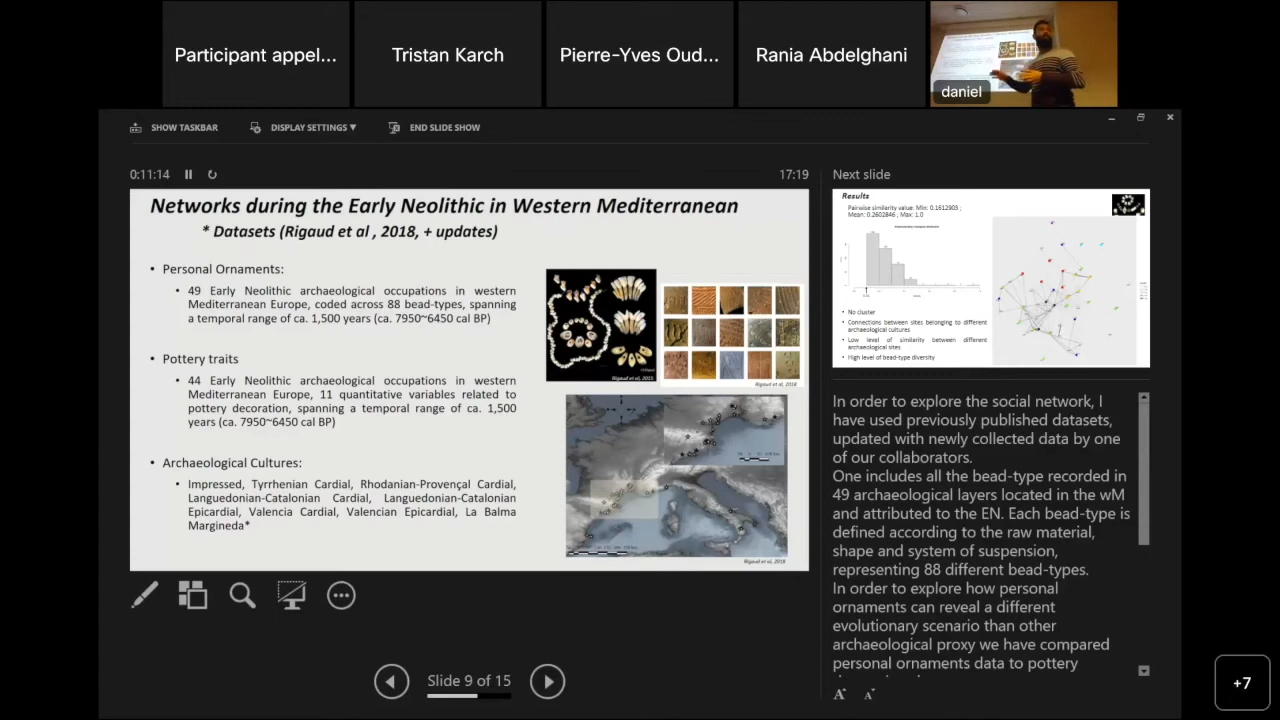 Participant appel...
Tristan Karch
Pierre-Yves Oud...
Rania Abdelghani
daniel
SHOW TASKBAR
DISPLAY SETTINGS ▼
END SLIDE SHOW
0:11:14
17:19
Networks during the Early Neolithic in Western Mediterranean
* Datasets (Rigaud et al , 2018, + updates)
• Personal Ornaments:
• 49 Early Neolithic archaeological occupations in western
Mediterranean Europe, coded across 88 bead-types, spanning
a temporal range of ca. 1,500 years (ca. 7950~6450 cal BP)
• Pottery traits
• 44 Early Neolithic archaeological occupations in western
Mediterranean Europe, 11 quantitative variables related to
pottery decoration, spanning a temporal range of ca. 1,500
years (ca. 7950~6450 cal BP)
• Archaeological Cultures:
• Impressed, Tyrrhenian Cardial, Rhodanian-Provençal Cardial,
Languedonian-Catalonian Cardial, Languedonian-Catalonian
Epicardial, Valencia Cardial, Valencian Epicardial, La Balma
Margineda*
Rigaud et al, 2015
Rigaud et al, 2018
Rigaud et al, 2018
Slide 9 of 15
Next slide
Results
Pairwise similarity value: Min: 0.1612903 ;
Mean: 0.2602846 ; Max: 1.0
• No cluster
• Connections between sites belonging to different
archaeological cultures
• Low level of similarity between different
archaeological sites
• High level of bead-type diversity
In order to explore the social network, I
have used previously published datasets,
updated with newly collected data by one
of our collaborators.
One includes all the bead-type recorded in
49 archaeological layers located in the wM
and attributed to the EN. Each bead-type is
defined according to the raw material,
shape and system of suspension,
representing 88 different bead-types.
In order to explore how personal
ornaments can reveal a different
evolutionary scenario than other
archaeological proxy we have compared
personal ornaments data to pottery
A A
+7